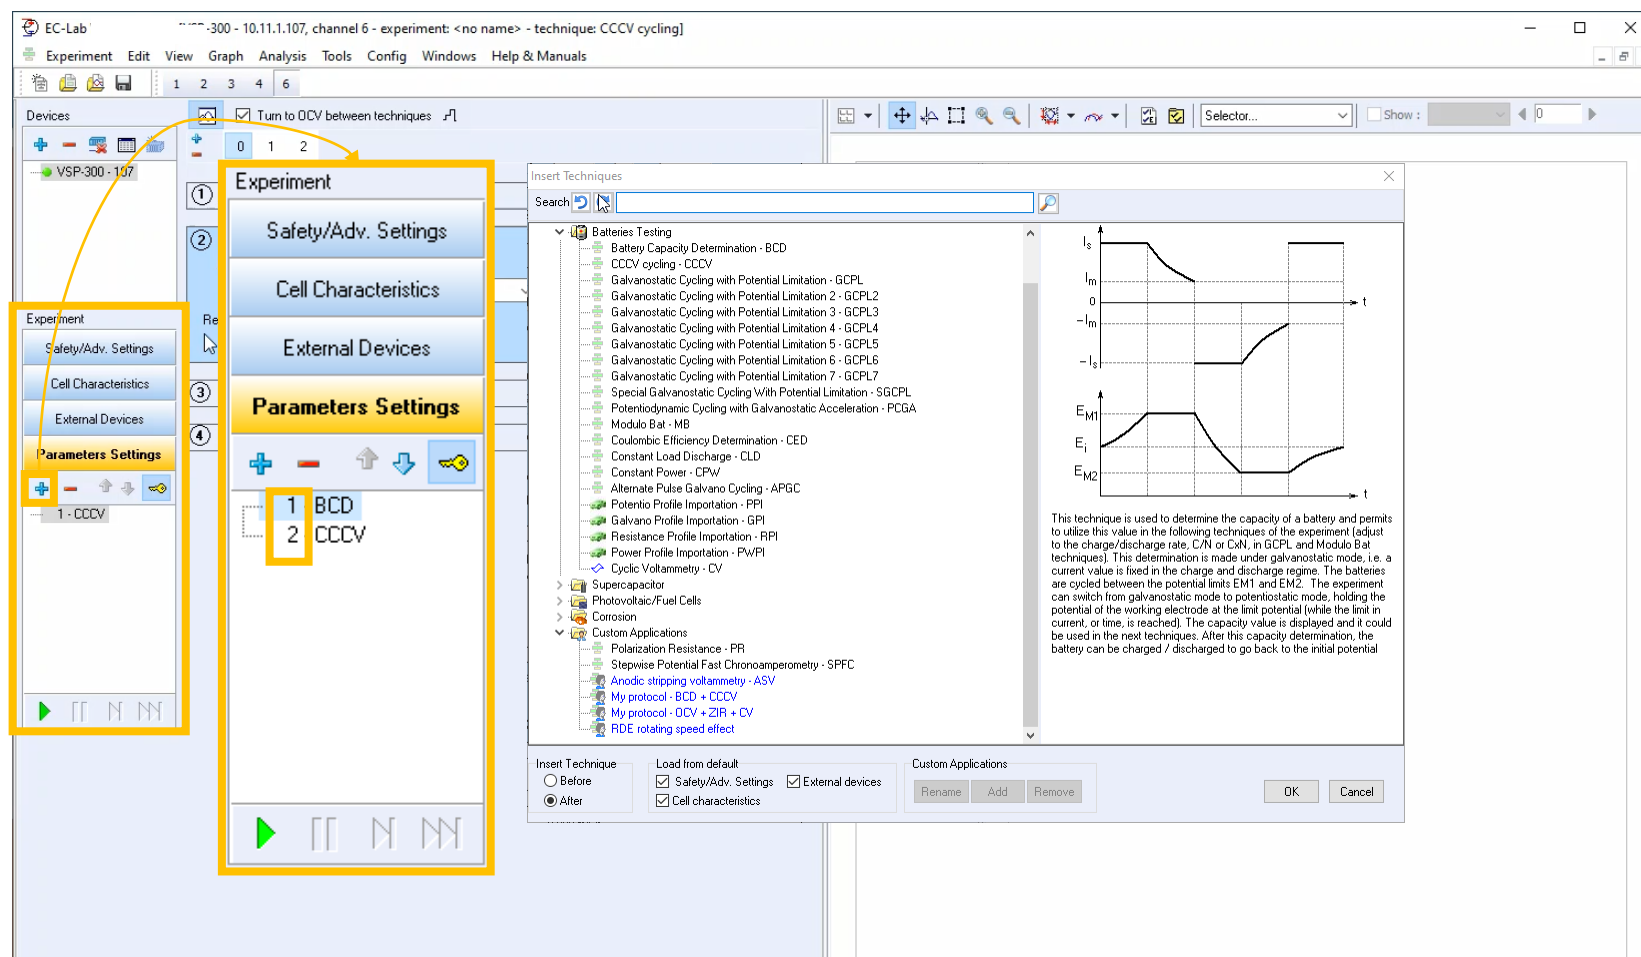 EC-Lab
-300 - 10.11.1.107, channel 6 - experiment: <no name> - technique: CCCV cycling]
Experiment Edit View Graph Analysis Tools Config Windows Help & Manuals
1 2 3 4 6
Devices
Turn to OCV between techniques
Selector...
Show :
0
0 1 2
VSP-300 - 107
1
2
Re
3
4
Experiment
Safety/Adv. Settings
Cell Characteristics
External Devices
Parameters Settings
1 - CCCV
Experiment
Safety/Adv. Settings
Cell Characteristics
External Devices
Parameters Settings
1 BCD
2 CCCV
Insert Techniques
Search
Batteries Testing
Battery Capacity Determination - BCD
CCCV cycling - CCCV
Galvanostatic Cycling with Potential Limitation - GCPL
Galvanostatic Cycling with Potential Limitation 2 - GCPL2
Galvanostatic Cycling with Potential Limitation 3 - GCPL3
Galvanostatic Cycling with Potential Limitation 4 - GCPL4
Galvanostatic Cycling with Potential Limitation 5 - GCPL5
Galvanostatic Cycling with Potential Limitation 6 - GCPL6
Galvanostatic Cycling with Potential Limitation 7 - GCPL7
Special Galvanostatic Cycling With Potential Limitation - SGCPL
Potentiodynamic Cycling with Galvanostatic Acceleration - PCGA
Modulo Bat - MB
Coulombic Efficiency Determination - CED
Constant Load Discharge - CLD
Constant Power - CPW
Alternate Pulse Galvano Cycling - APGC
Potentio Profile Importation - PPI
Galvano Profile Importation - GPI
Resistance Profile Importation - RPI
Power Profile Importation - PWPI
Cyclic Voltammetry - CV
Supercapacitor
Photovoltaic/Fuel Cells
Corrosion
Custom Applications
Polarization Resistance - PR
Stepwise Potential Fast Chronoamperometry - SPFC
Anodic stripping voltammetry - ASV
My protocol - BCD + CCCV
My protocol - OCV + ZIR + CV
RDE rotating speed effect
Is
Im
0
t
-Im
-Is
EM1
Ei
EM2
t
This technique is used to determine the capacity of a battery and permits
to utilize this value in the following techniques of the experiment (adjust
to the charge/discharge rate, C/N or CxN, in GCPL and Modulo Bat
techniques). This determination is made under galvanostatic mode, i.e. a
current value is fixed in the charge and discharge regime. The batteries
are cycled between the potential limits EM1 and EM2. The experiment
can switch from galvanostatic mode to potentiostatic mode, holding the
potential of the working electrode at the limit potential (while the limit in
current, or time, is reached). The capacity value is displayed and it could
be used in the next techniques. After this capacity determination, the
battery can be charged / discharged to go back to the initial potential
Insert Technique
Before
After
Load from default
Safety/Adv. Settings
External devices
Cell characteristics
Custom Applications
Rename Add Remove
OK Cancel